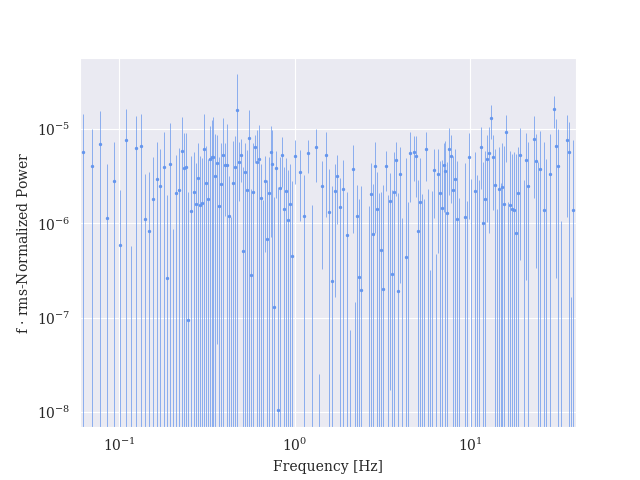 10⁻⁵
10⁻⁶
10⁻⁷
10⁻⁸
f · rms-Normalized Power
10⁻¹ 10⁰ 10¹
Frequency [Hz]